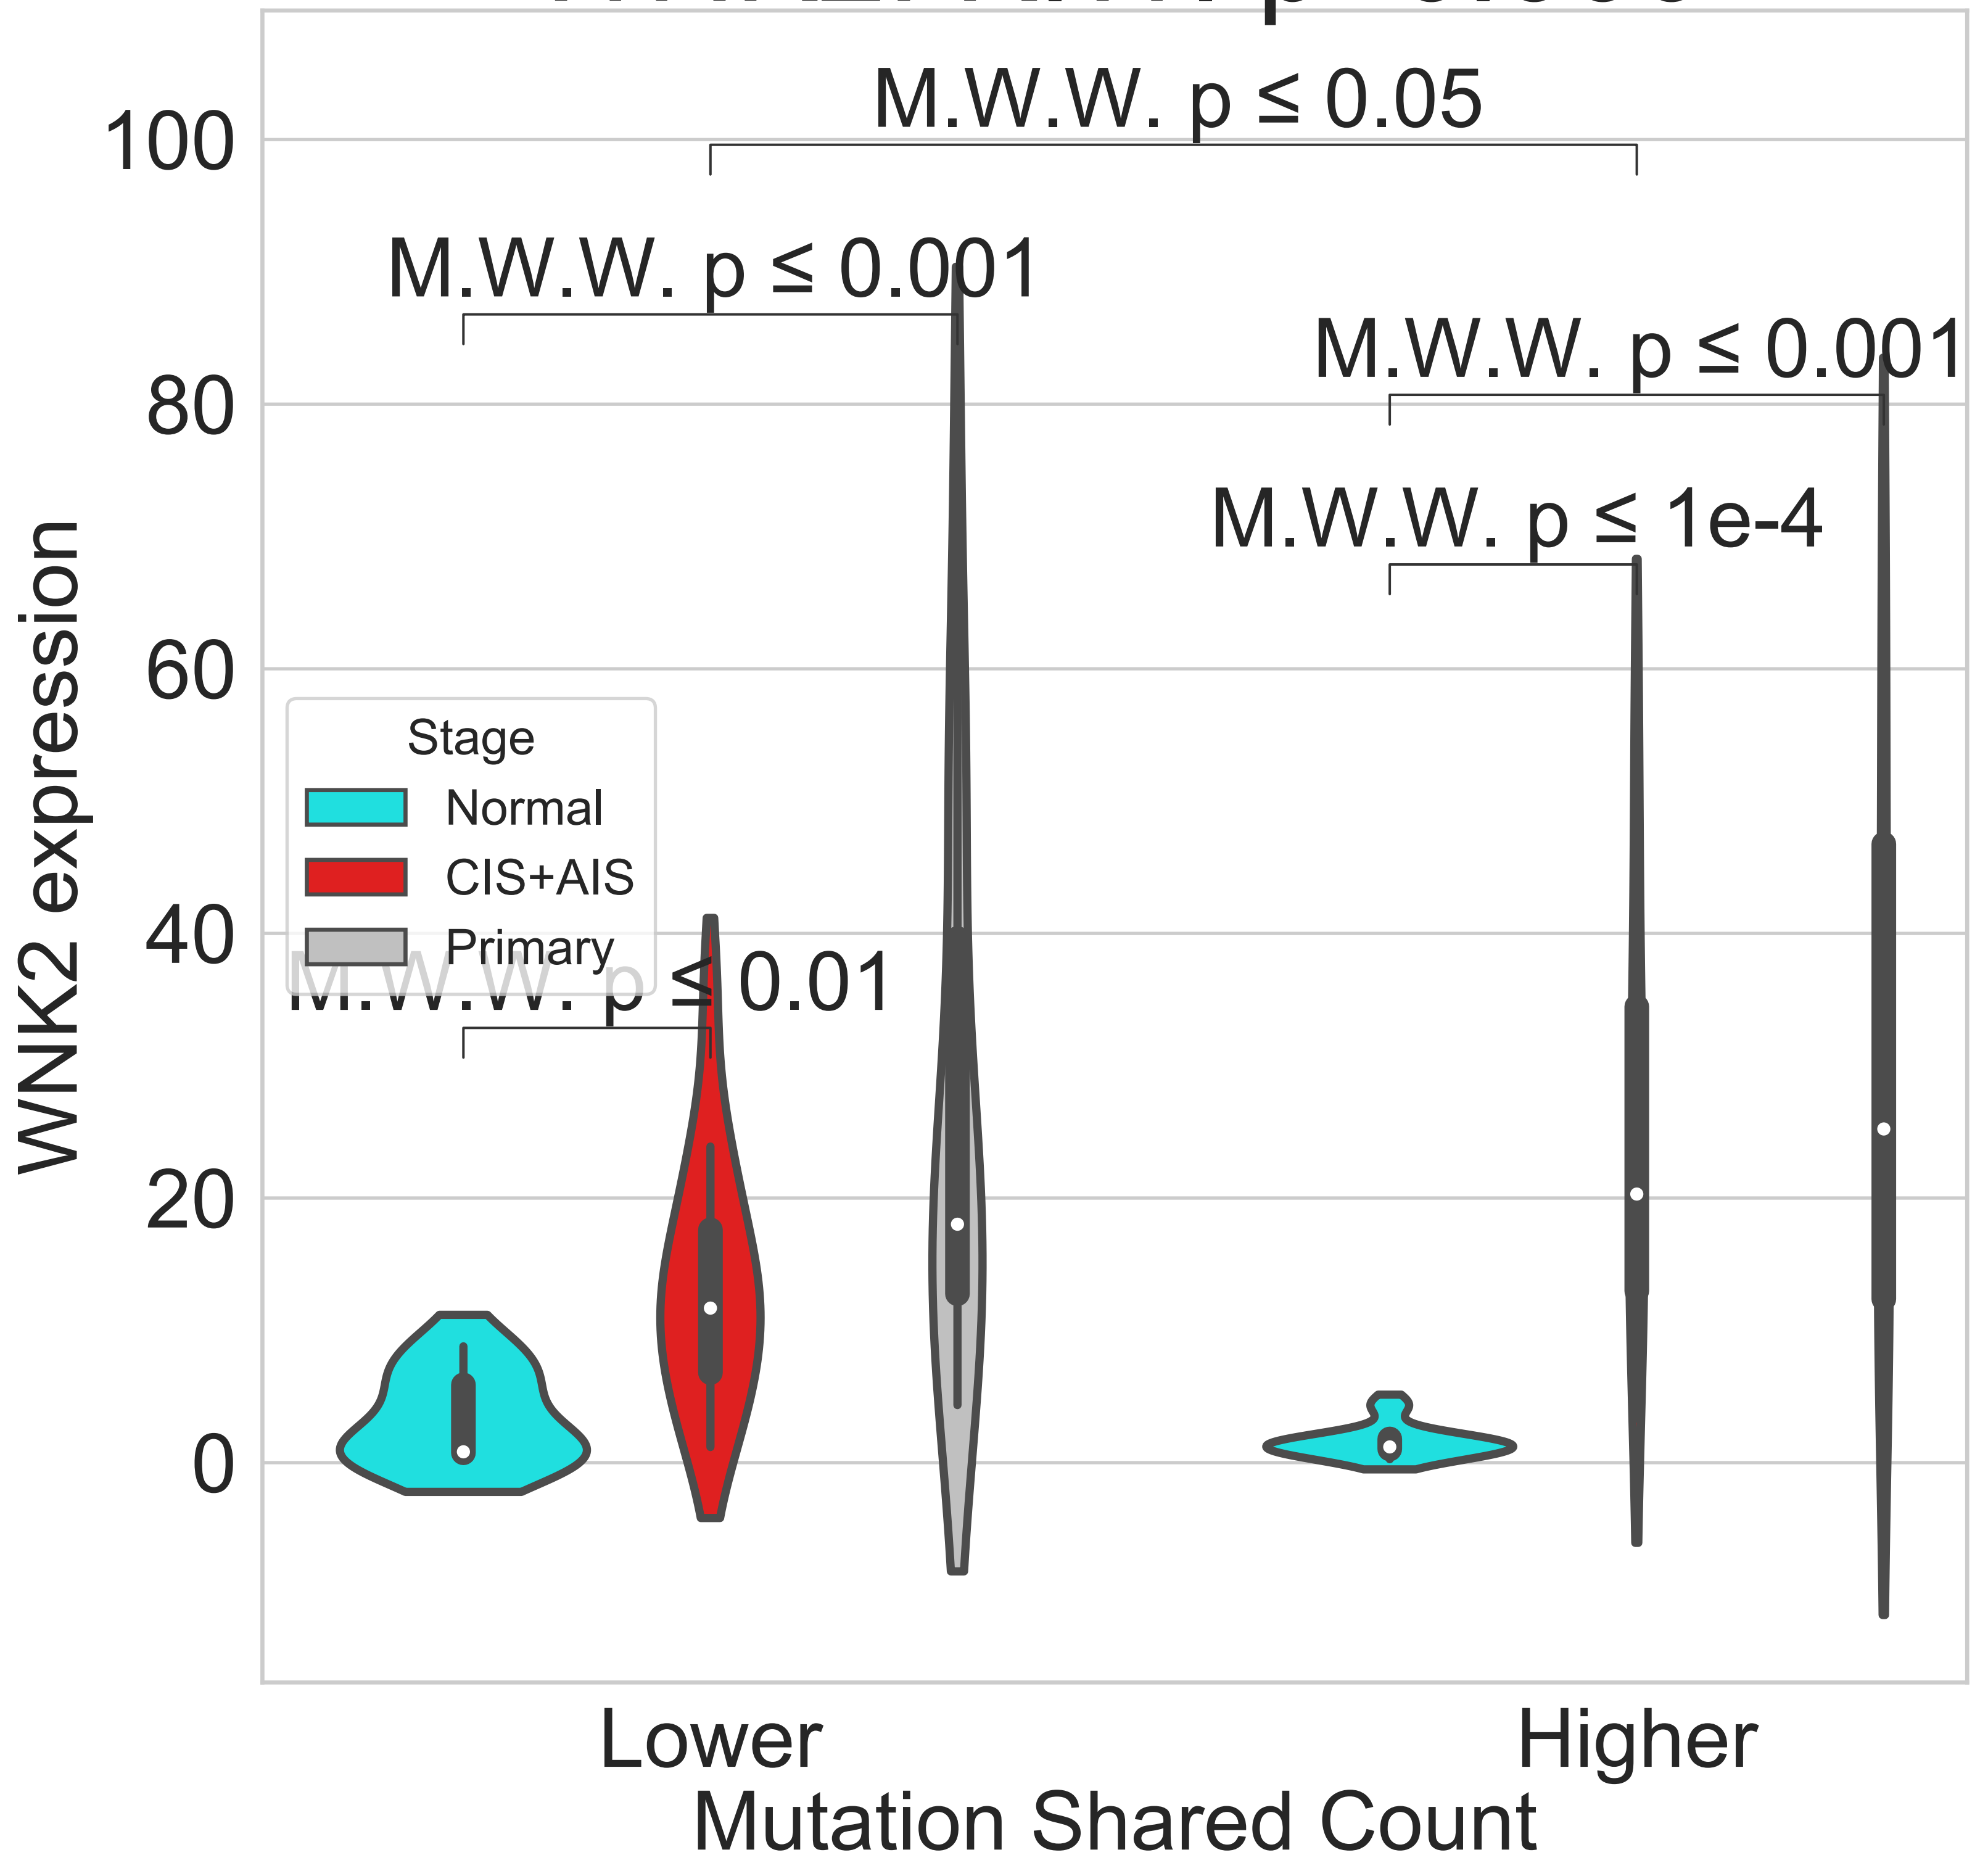 M.W.W. p ≤ 0.05
100
M.W.W. p ≤ 0.001
M.W.W. p ≤ 0.001
80
M.W.W. p ≤ 1e-4
60
WNK2 expression
Stage
Normal
CIS+AIS
Primary
40
M.W.W. p ≤ 0.01
20
0
Lower
Higher
Mutation Shared Count